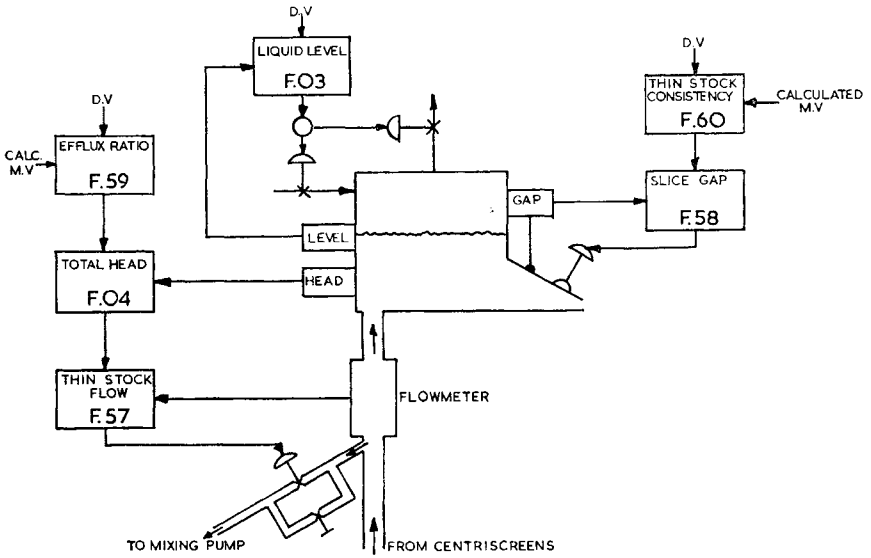 D.V
LIQUID LEVEL
F.03
D.V
THIN STOCK
CONSISTENCY
F.60
CALCULATED
M.V
D.V
EFFLUX RATIO
F.59
CALC.
M.V
SLICE GAP
F.58
GAP
LEVEL
TOTAL HEAD
F.04
HEAD
THIN STOCK
FLOW
F.57
FLOWMETER
TO MIXING PUMP
FROM CENTRISCREENS